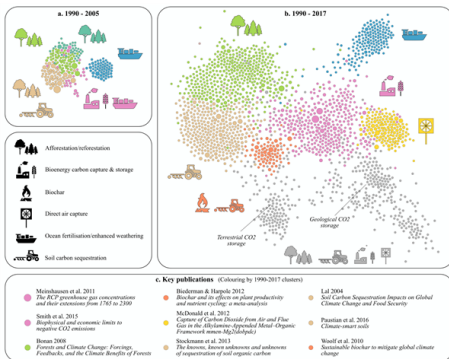 a. 1990 - 2005
b. 1990 - 2017
Afforestation/reforestation
Bioenergy carbon capture & storage
Biochar
Direct air capture
Ocean fertilisation/enhanced weathering
Soil carbon sequestration
Terrestrial CO2
storage
Geological CO2
storage
c. Key publications (Colouring by 1990-2017 clusters)
Meinshausen et al. 2011
The RCP greenhouse gas concentrations
and their extensions from 1765 to 2300
Smith et al. 2015
Biophysical and economic limits to
negative CO2 emissions
Bonan 2008
Forests and Climate Change: Forcings,
Feedbacks, and the Climate Benefits of Forests
Biederman & Harpole 2012
Biochar and its effects on plant productivity
and nutrient cycling: a meta-analysis
McDonald et al. 2012
Capture of Carbon Dioxide from Air and Flue
Gas in the Alkylamine-Appended Metal-Organic
Framework mmen-Mg2(dobpdc)
Stockmann et al. 2013
The knowns, known unknowns and unknowns
of sequestration of soil organic carbon
Lal 2004
Soil Carbon Sequestration Impacts on Global
Climate Change and Food Security
Paustian et al. 2016
Climate-smart soils
Woolf et al. 2010
Sustainable biochar to mitigate global climate
change